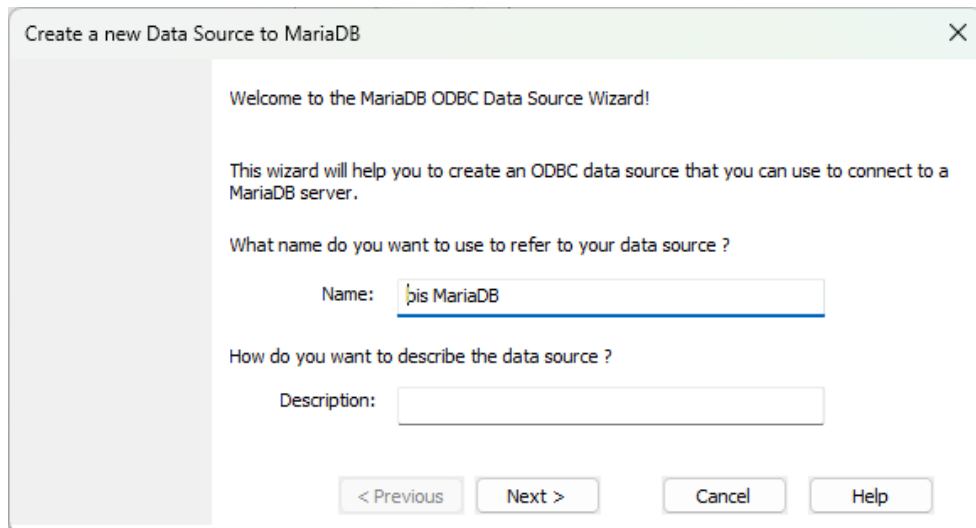 Create a new Data Source to MariaDB
Welcome to the MariaDB ODBC Data Source Wizard!
This wizard will help you to create an ODBC data source that you can use to connect to a
MariaDB server.
What name do you want to use to refer to your data source ?
Name: bis MariaDB
How do you want to describe the data source ?
Description:
< Previous Next > Cancel Help